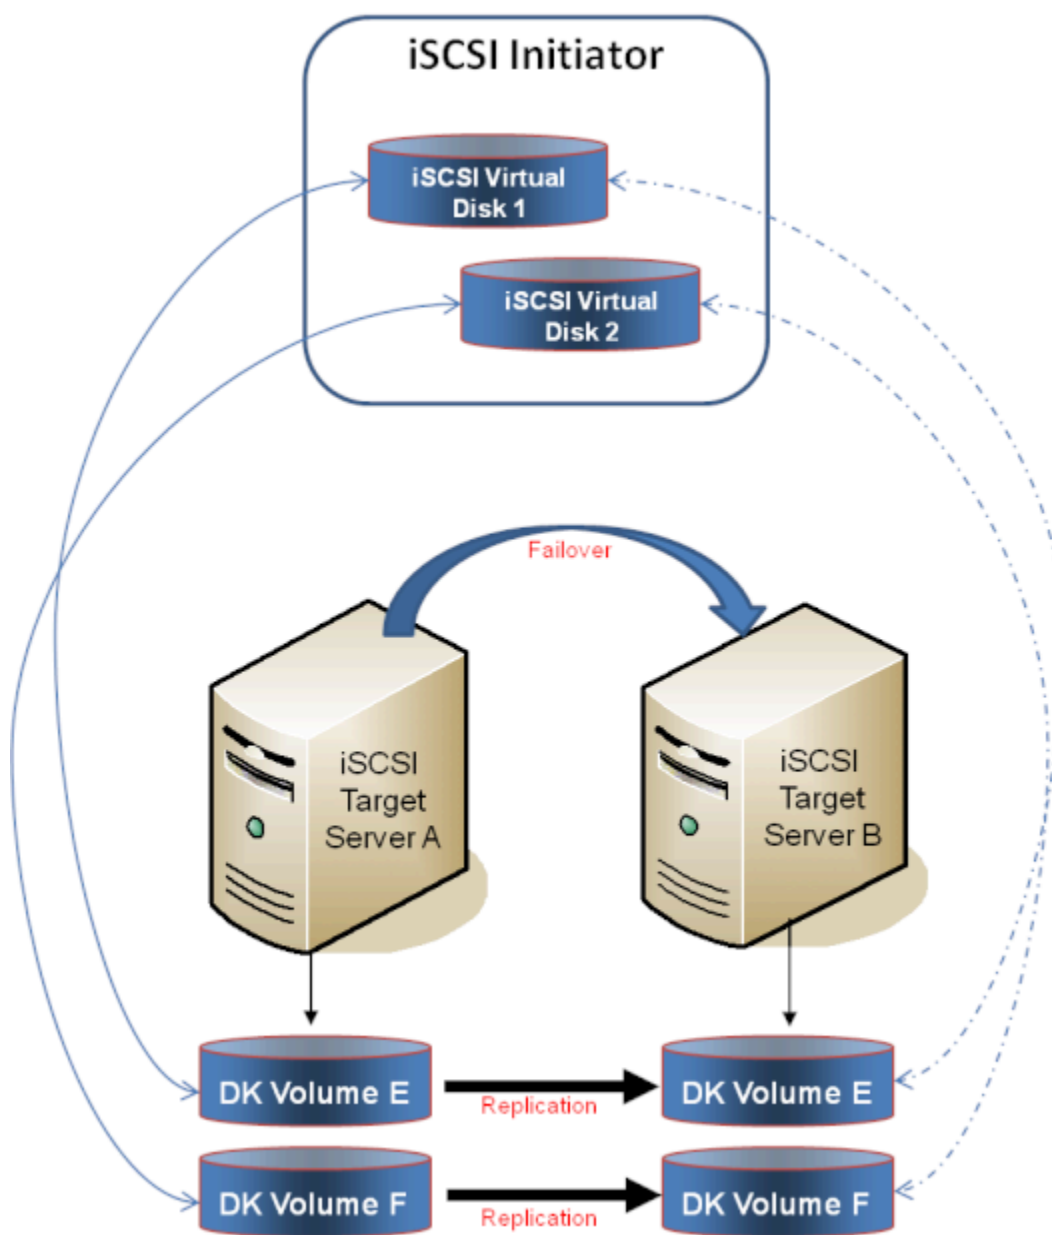 iSCSI Initiator
iSCSI Virtual
Disk 1
iSCSI Virtual
Disk 2
Failover
iSCSI
Target
Server A
iSCSI
Target
Server B
DK Volume E
Replication
DK Volume E
DK Volume F
Replication
DK Volume F